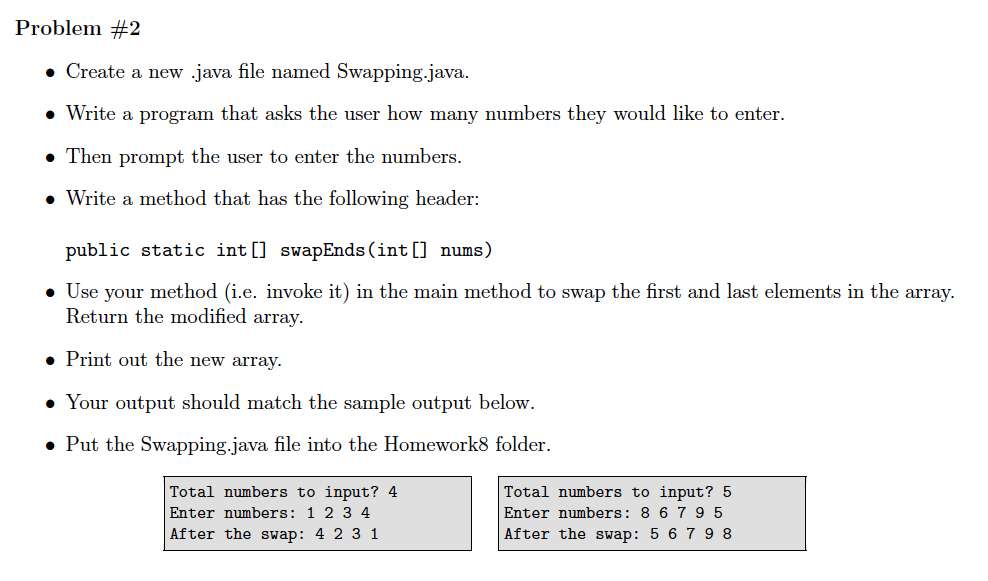 Problem #2
• Create a new .java file named Swapping.java.
• Write a program that asks the user how many numbers they would like to enter.
• Then prompt the user to enter the numbers.
• Write a method that has the following header:
public static int[] swapEnds(int[] nums)
• Use your method (i.e. invoke it) in the main method to swap the first and last elements in the array.
Return the modified array.
• Print out the new array.
• Your output should match the sample output below.
• Put the Swapping.java file into the Homework8 folder.
Total numbers to input? 4
Enter numbers: 1 2 3 4
After the swap: 4 2 3 1
Total numbers to input? 5
Enter numbers: 8 6 7 9 5
After the swap: 5 6 7 9 8